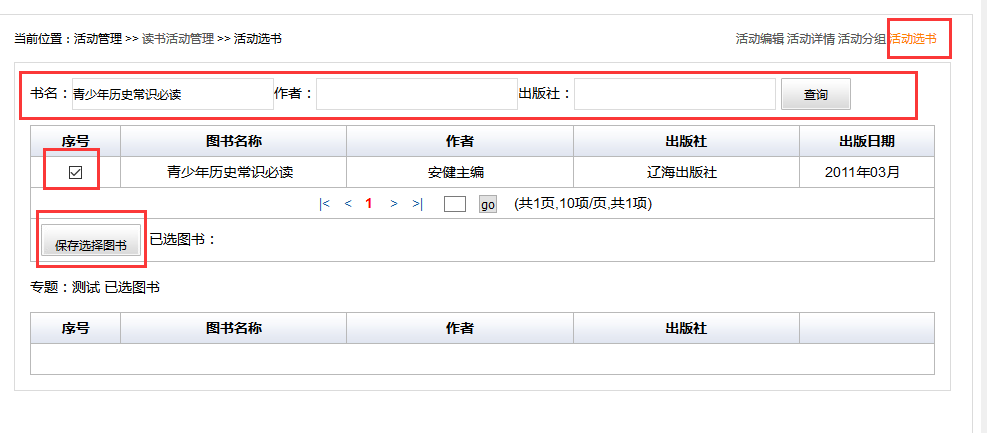 当前位置：活动管理 >> 读书活动管理 >> 活动选书 活动编辑 活动详情 活动分组 活动选书
书名：青少年历史常识必读 作者： 出版社： 查询
序号 图书名称 作者 出版社 出版日期
青少年历史常识必读 安健主编 辽海出版社 2011年03月
|< < 1 > >| go (共1页,10项/页,共1项)
保存选择图书 已选图书：
专题：测试 已选图书
序号 图书名称 作者 出版社